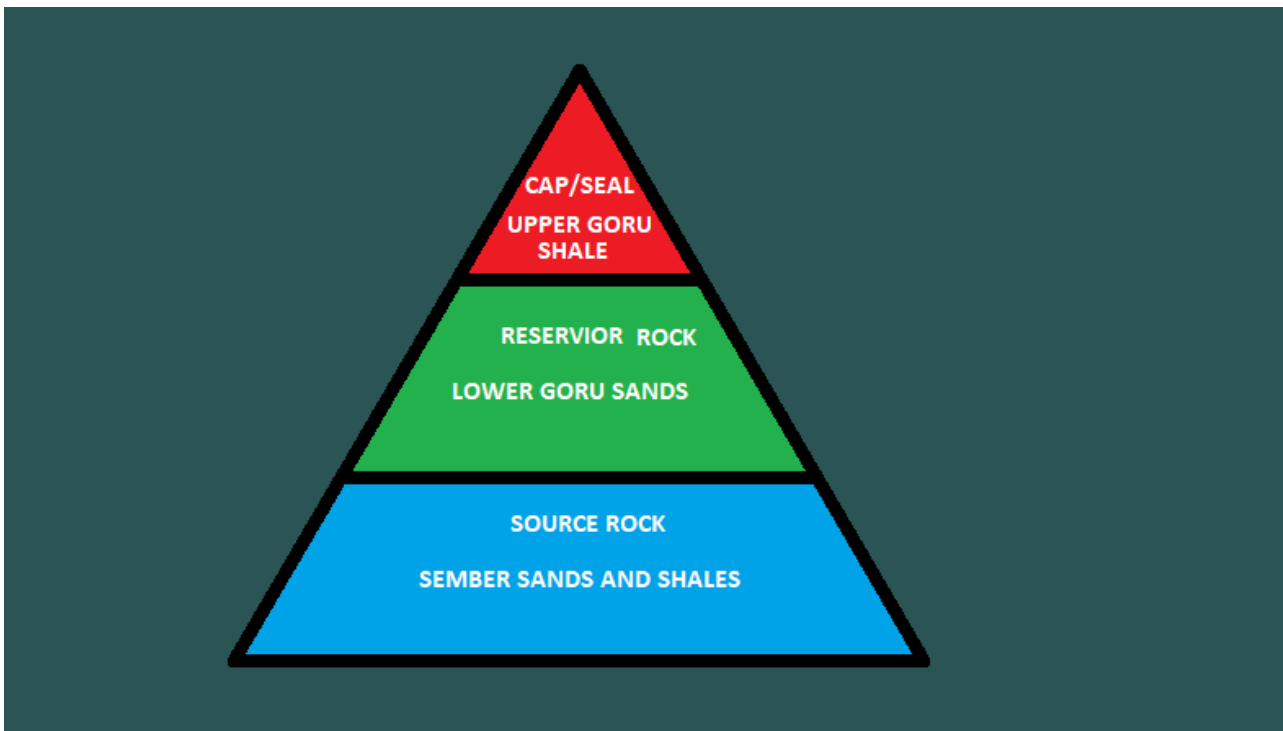 CAP/SEAL
UPPER GORU
SHALE
RESERVIOR ROCK
LOWER GORU SANDS
SOURCE ROCK
SEMBER SANDS AND SHALES